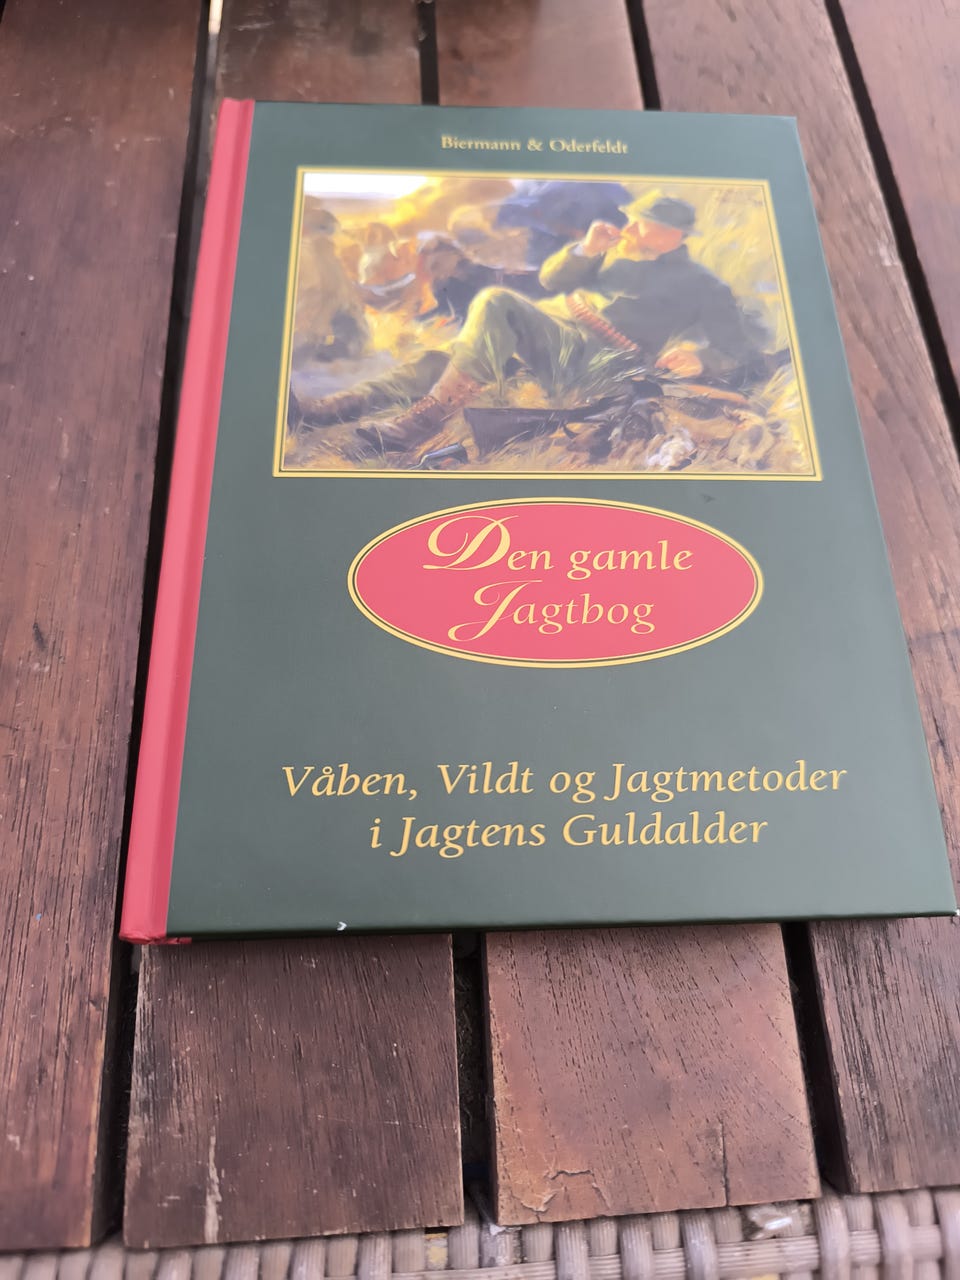 Biermann & Oderfeldt
Den gamle
Jagtbog
Våben, Vildt og Jagtmetoder
i Jagtens Guldalder